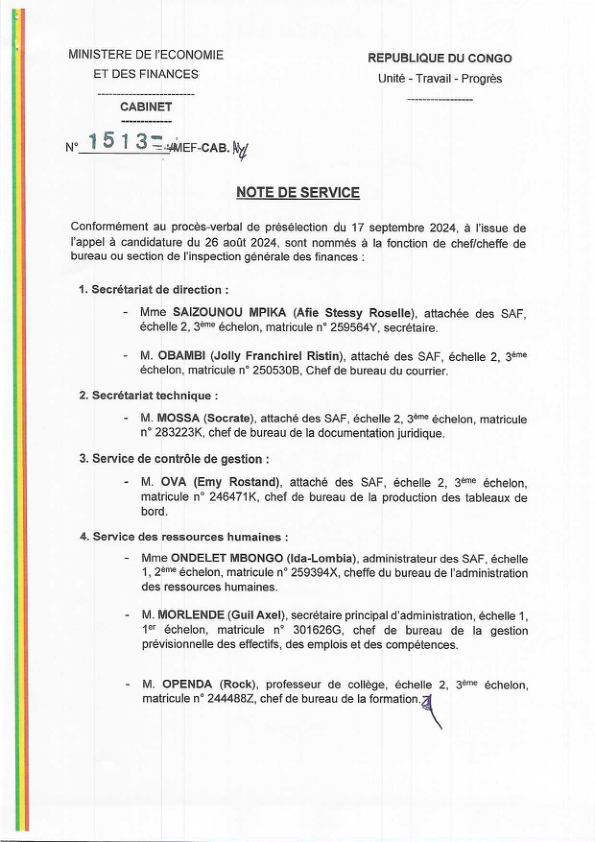 MINISTERE DE l'ECONOMIE
ET DES FINANCES
-------------------------
CABINET
-------------
REPUBLIQUE DU CONGO
Unité - Travail - Progrès
-----------------
N° 1513 /MEF-CAB.
NOTE DE SERVICE
Conformément au procès-verbal de présélection du 17 septembre 2024, à l'issue de
l'appel à candidature du 26 août 2024, sont nommés à la fonction de chef/cheffe de
bureau ou section de l'inspection générale des finances :
1. Secrétariat de direction :
- Mme SAIZOUNOU MPIKA (Afie Stessy Roselle), attachée des SAF,
échelle 2, 3ème échelon, matricule n° 259564Y, secrétaire.
- M. OBAMBI (Jolly Franchirel Ristin), attaché des SAF, échelle 2, 3ème
échelon, matricule n° 250530B, Chef de bureau du courrier.
2. Secrétariat technique :
- M. MOSSA (Socrate), attaché des SAF, échelle 2, 3ème échelon, matricule
n° 283223K, chef de bureau de la documentation juridique.
3. Service de contrôle de gestion :
- M. OVA (Emy Rostand), attaché des SAF, échelle 2, 3ème échelon,
matricule n° 246471K, chef de bureau de la production des tableaux de
bord.
4. Service des ressources humaines :
- Mme ONDELET MBONGO (Ida-Lombia), administrateur des SAF, échelle
1, 2ème échelon, matricule n° 259394X, cheffe du bureau de l'administration
des ressources humaines.
- M. MORLENDE (Guil Axel), secrétaire principal d'administration, échelle 1,
1er échelon, matricule n° 301626G, chef de bureau de la gestion
prévisionnelle des effectifs, des emplois et des compétences.
- M. OPENDA (Rock), professeur de collège, échelle 2, 3ème échelon,
matricule n° 244488Z, chef de bureau de la formation.